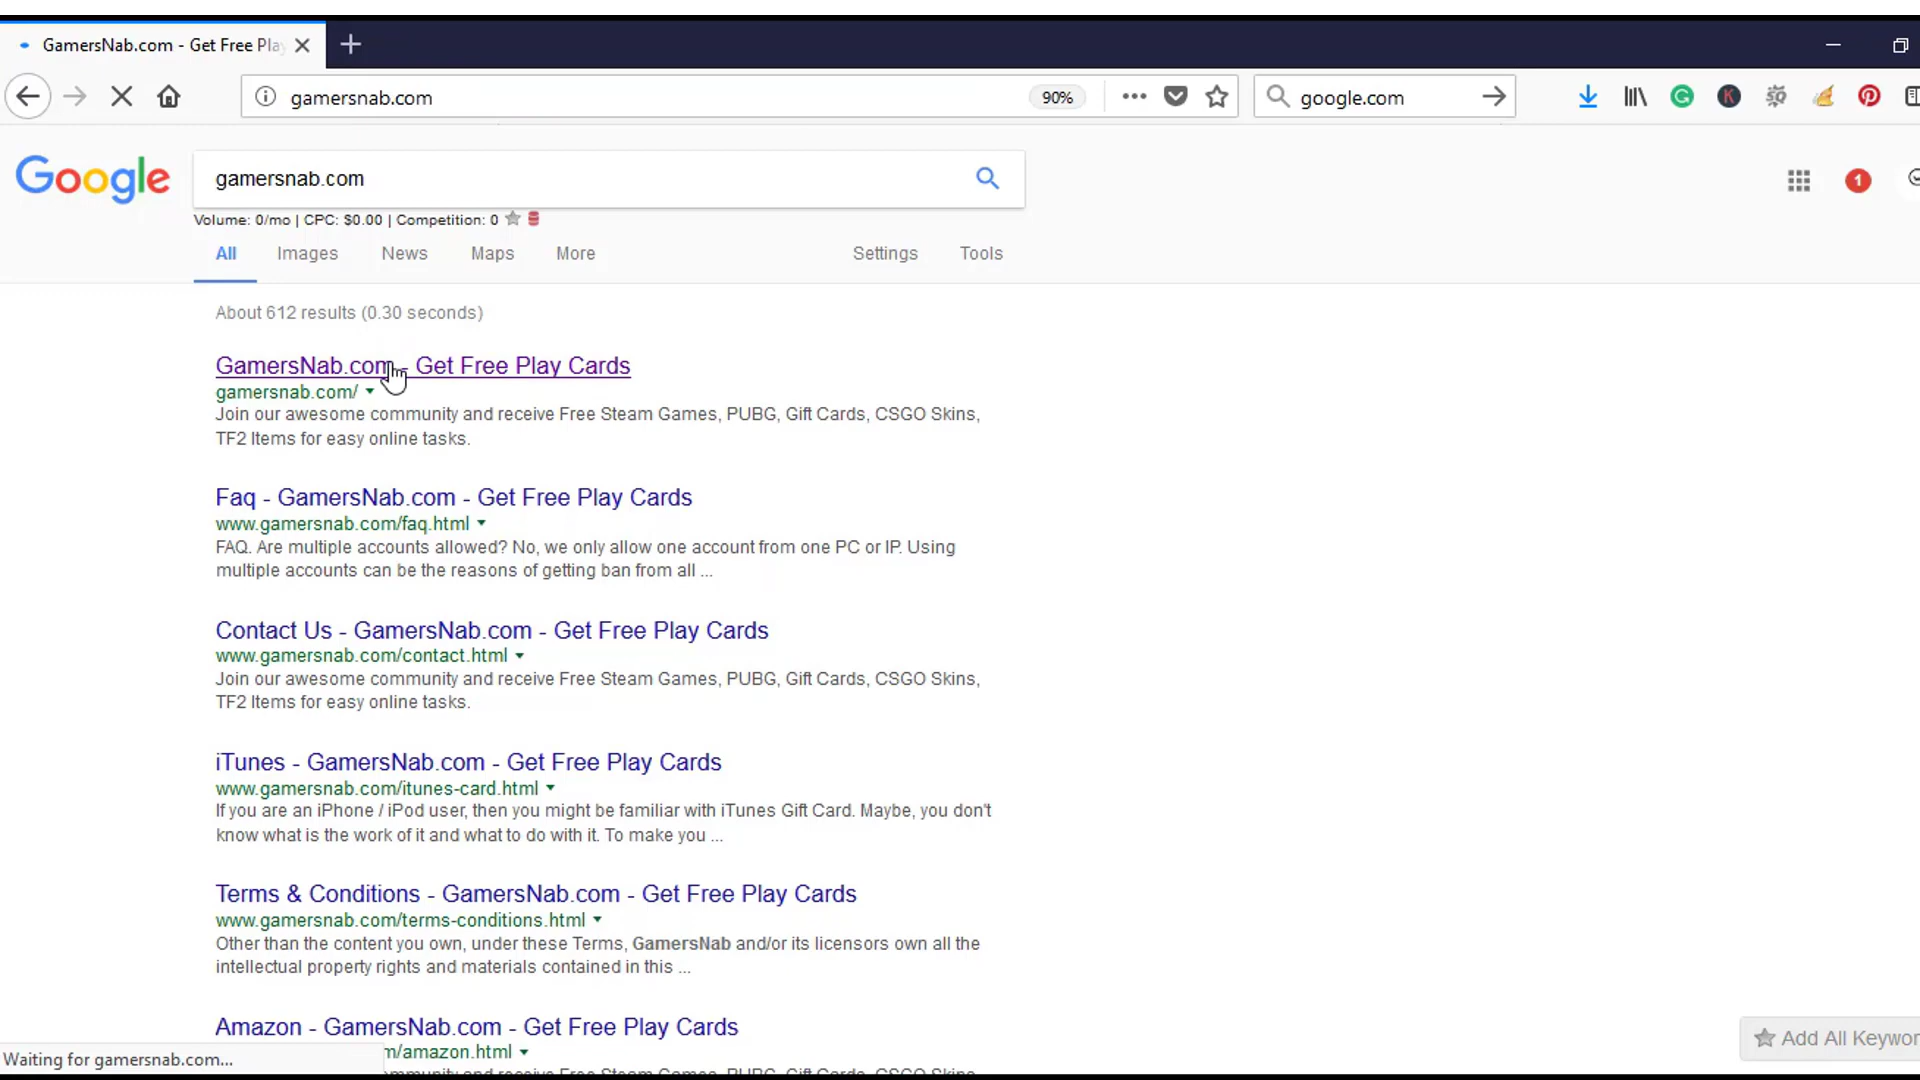 GamersNab.com - Get Free Pla
gamersnab.com
90%
google.com
Google
gamersnab.com
1
Volume: 0/mo | CPC: $0.00 | Competition: 0
All
Images
News
Maps
More
Settings
Tools
About 612 results (0.30 seconds)
GamersNab.com - Get Free Play Cards
gamersnab.com/
Join our awesome community and receive Free Steam Games, PUBG, Gift Cards, CSGO Skins,
TF2 Items for easy online tasks.
Faq - GamersNab.com - Get Free Play Cards
www.gamersnab.com/faq.html
FAQ. Are multiple accounts allowed? No, we only allow one account from one PC or IP. Using
multiple accounts can be the reasons of getting ban from all ...
Contact Us - GamersNab.com - Get Free Play Cards
www.gamersnab.com/contact.html
Join our awesome community and receive Free Steam Games, PUBG, Gift Cards, CSGO Skins,
TF2 Items for easy online tasks.
iTunes - GamersNab.com - Get Free Play Cards
www.gamersnab.com/itunes-card.html
If you are an iPhone / iPod user, then you might be familiar with iTunes Gift Card. Maybe, you don't
know what is the work of it and what to do with it. To make you ...
Terms & Conditions - GamersNab.com - Get Free Play Cards
www.gamersnab.com/terms-conditions.html
Other than the content you own, under these Terms, GamersNab and/or its licensors own all the
intellectual property rights and materials contained in this ...
Amazon - GamersNab.com - Get Free Play Cards
m/amazon.html
Add All Keywor
Waiting for gamersnab.com...